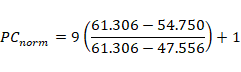 PC_norm = 9 ( (61.306 − 54.750) / (61.306 − 47.556) ) + 1